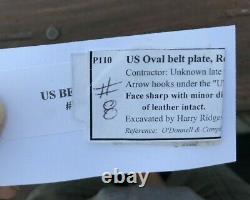 P110
US Oval belt plate, R
Contractor: Unknown late
Arrow hooks under the "U
Face sharp with minor di
of leather intact.
Excavated by Harry Ridge
Reference: O'Donnell &
US BE
#
#
8